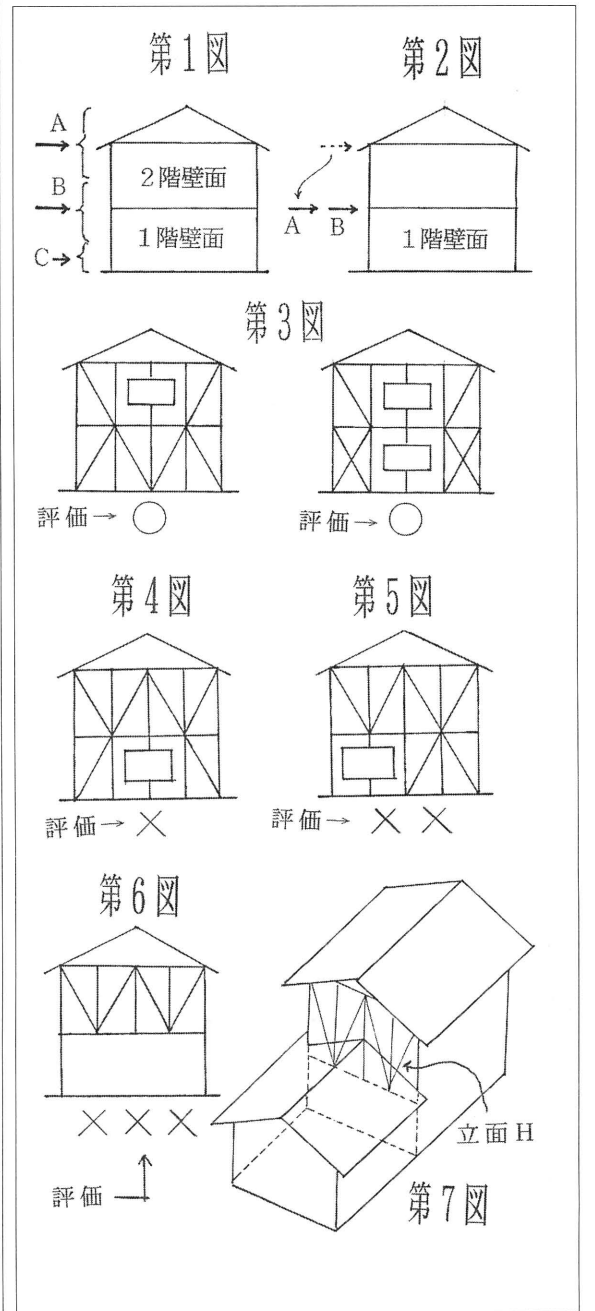 第1図
第2図
A
2階壁面
B
1階壁面
C
A
B
1階壁面
第3図
評価→ ○
評価→ ○
第4図
第5図
評価→ ×
評価→ × ×
第6図
× × ×
評価
立面H
第7図